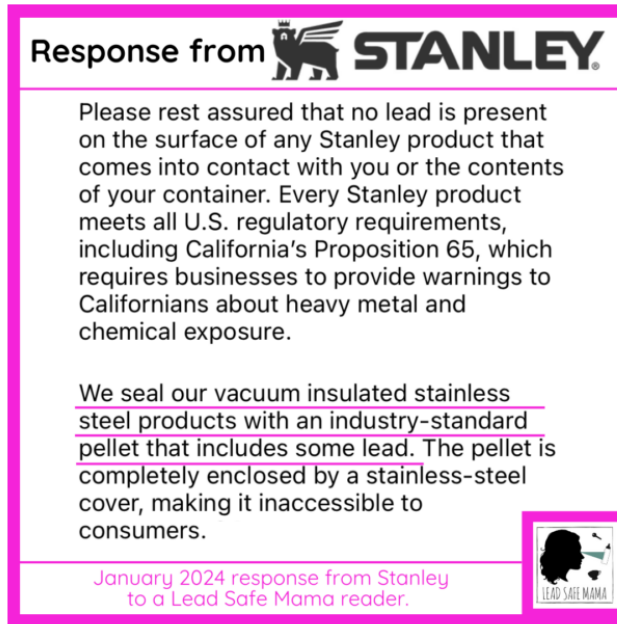 Response from STANLEY®
Please rest assured that no lead is present
on the surface of any Stanley product that
comes into contact with you or the contents
of your container. Every Stanley product
meets all U.S. regulatory requirements,
including California's Proposition 65, which
requires businesses to provide warnings to
Californians about heavy metal and
chemical exposure.
We seal our vacuum insulated stainless
steel products with an industry-standard
pellet that includes some lead. The pellet is
completely enclosed by a stainless-steel
cover, making it inaccessible to
consumers.
January 2024 response from Stanley
to a Lead Safe Mama reader.
LEAD SAFE MAMA